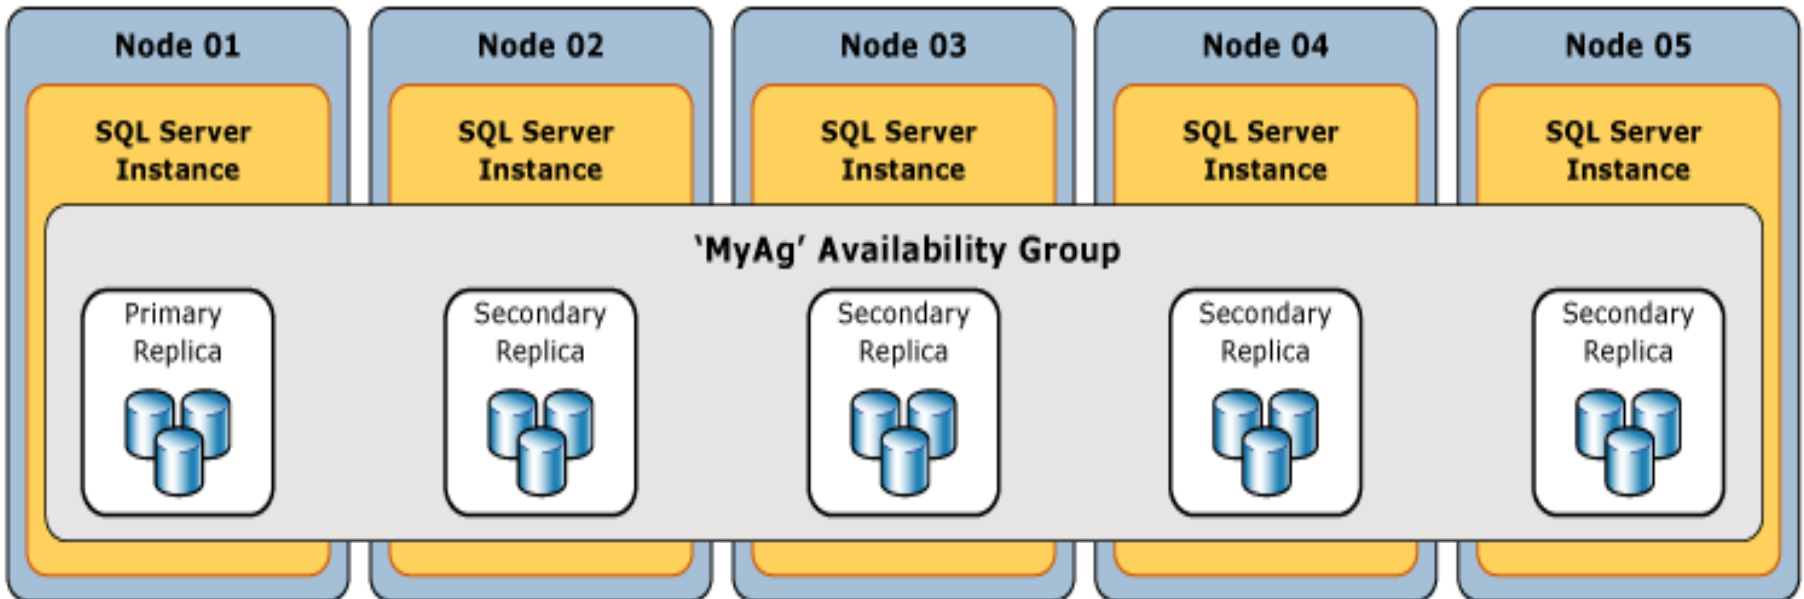 Node 01
Node 02
Node 03
Node 04
Node 05
SQL Server
Instance
SQL Server
Instance
SQL Server
Instance
SQL Server
Instance
SQL Server
Instance
‘MyAg’ Availability Group
Primary
Replica
Secondary
Replica
Secondary
Replica
Secondary
Replica
Secondary
Replica